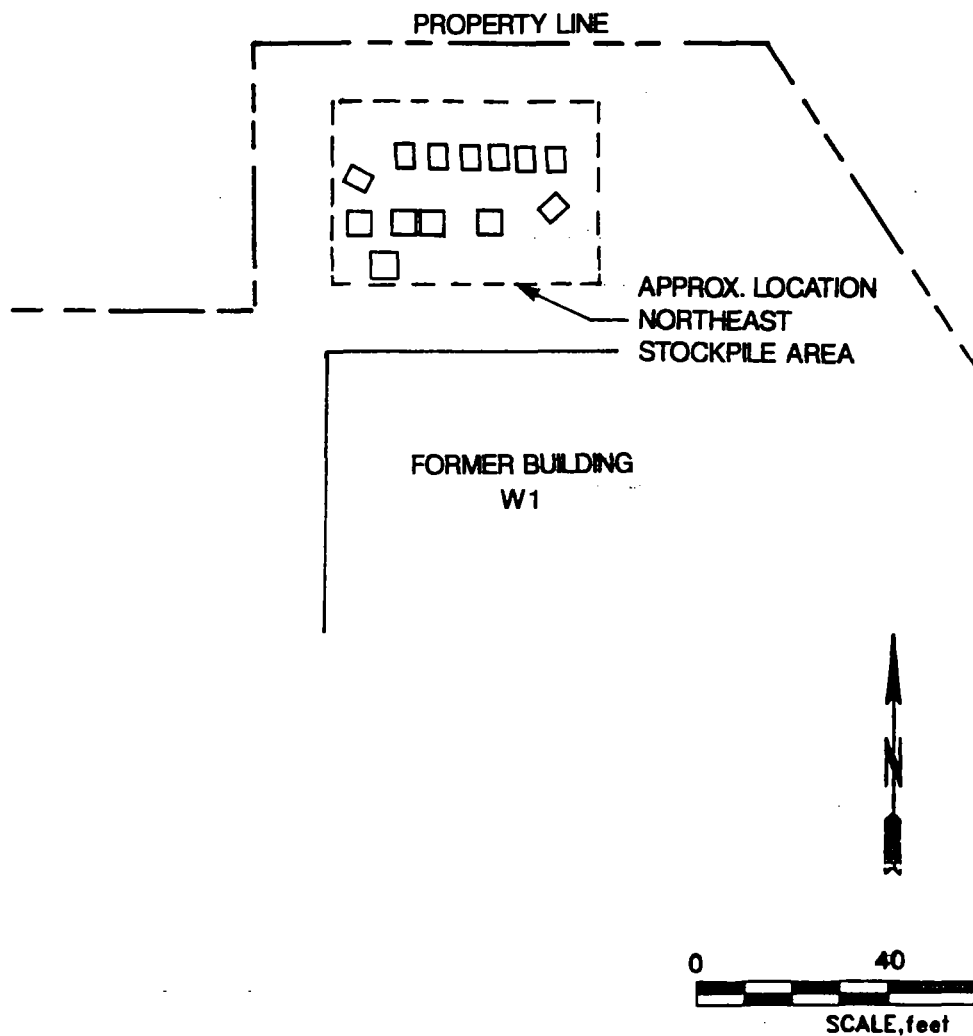 PROPERTY LINE
APPROX. LOCATION
NORTHEAST
STOCKPILE AREA
FORMER BUILDING
W1
N
0 40
SCALE,feet